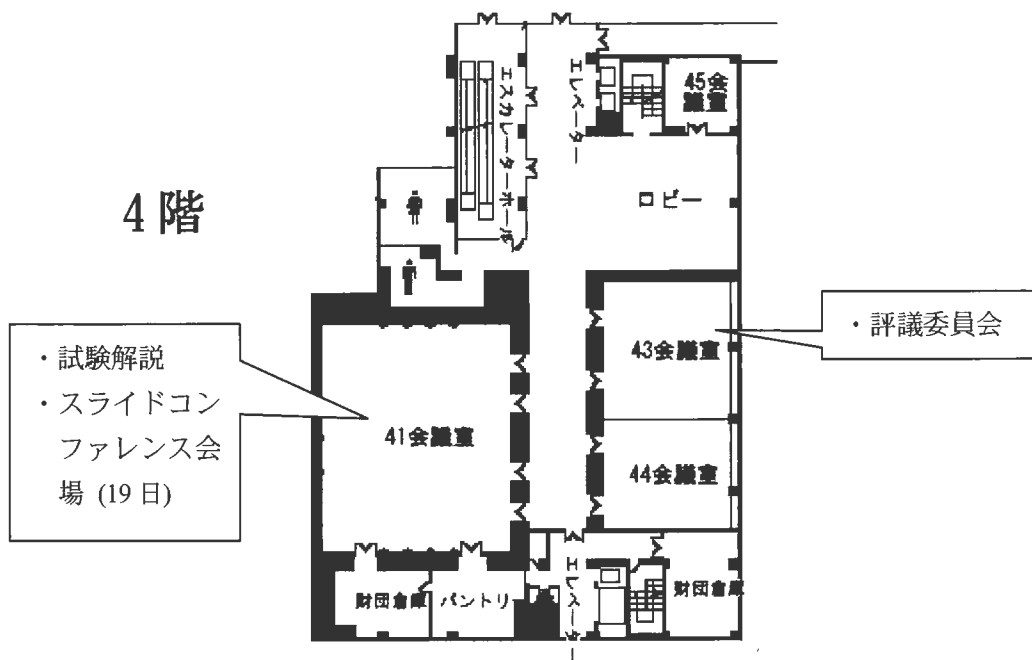 4階
エスカレーターホール
エレベーター
45会
議室
ロビー
・試験解説
・スライドコン
ファレンス会
場 (19日)
・評議委員会
43会議室
41会議室
44会議室
財団倉庫
パントリー
エレベーター
財団倉庫